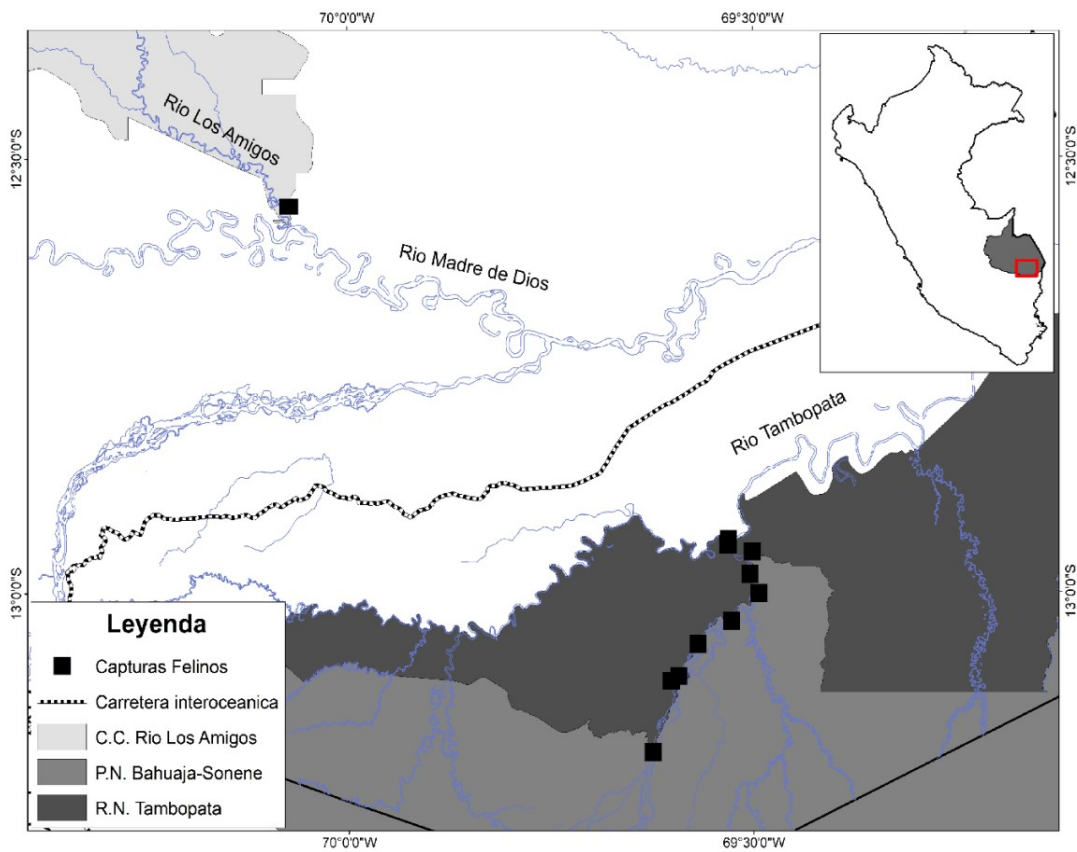 70°0'0"W
69°30'0"W
12°30'0"S
12°30'0"S
Rio Los Amigos
Rio Madre de Dios
Rio Tambopata
13°0'0"S
13°0'0"S
Leyenda
Capturas Felinos
Carretera interoceanica
C.C. Rio Los Amigos
P.N. Bahuaja-Sonene
R.N. Tambopata
70°0'0"W
69°30'0"W